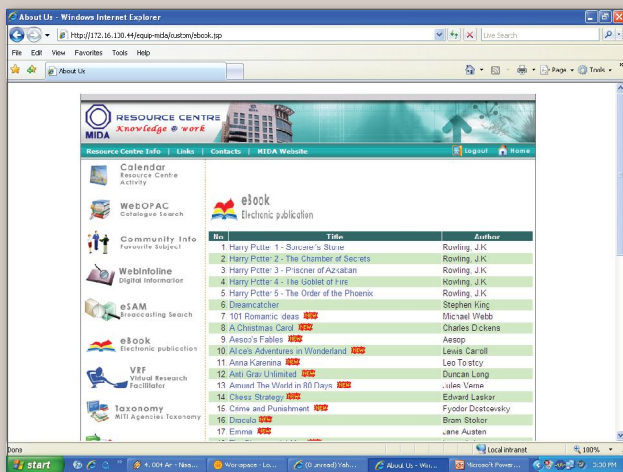 About Us - Windows Internet Explorer
http://172.16.130.44/equip-mida/custom/ebook.jsp
Live Search
File Edit View Favorites Tools Help
About Us
Page Tools
MIDA
RESOURCE CENTRE
Knowledge @ work
Resource Centre Info | Links | Contacts | MIDA Website
Logout Home
Calendar
Resource Centre
Activity
WebOPAC
Catalogue Search
Community Info
Favourite Subject
WebInfoline
Digital Information
eSAM
Broadcasting Search
eBook
Electronic publication
VRF
Virtual Research
Facilitator
Taxonomy
MITI Agencies Taxonomy
eBook
Electronic publication
No Title Author
1. Harry Potter 1 - Sorcerer's Stone Rowling, J.K
2. Harry Potter 2 - The Chamber of Secrets Rowling, J.K
3. Harry Potter 3 - Prisoner of Azkaban Rowling, J.K
4. Harry Potter 4 - The Goblet of Fire Rowling, J.K
5. Harry Potter 5 - The Order of the Phoenix Rowling, J.K
6. Dreamcatcher Stephen King
7. 101 Romantic Ideas NEW Michael Webb
8. A Christmas Carol NEW Charles Dickens
9. Aesop's Fables NEW Aesop
10. Alice's Adventures in Wonderland NEW Lewis Carroll
11. Anna Karenina NEW Leo Tolstoy
12. Anti Gray Unlimited NEW Duncan Long
13. Around The World in 80 Days NEW Jules Verne
14. Chess Strategy NEW Edward Lasker
15. Crime and Punishment NEW Fyodor Dostoevsky
16. Dracula NEW Bram Stoker
17. Emma NEW Jane Austen
Done
Local intranet
100%
start
Workspace - Lo...
(0 unread) Yah...
About Us - Win...
Microsoft Power...
3:30 PM